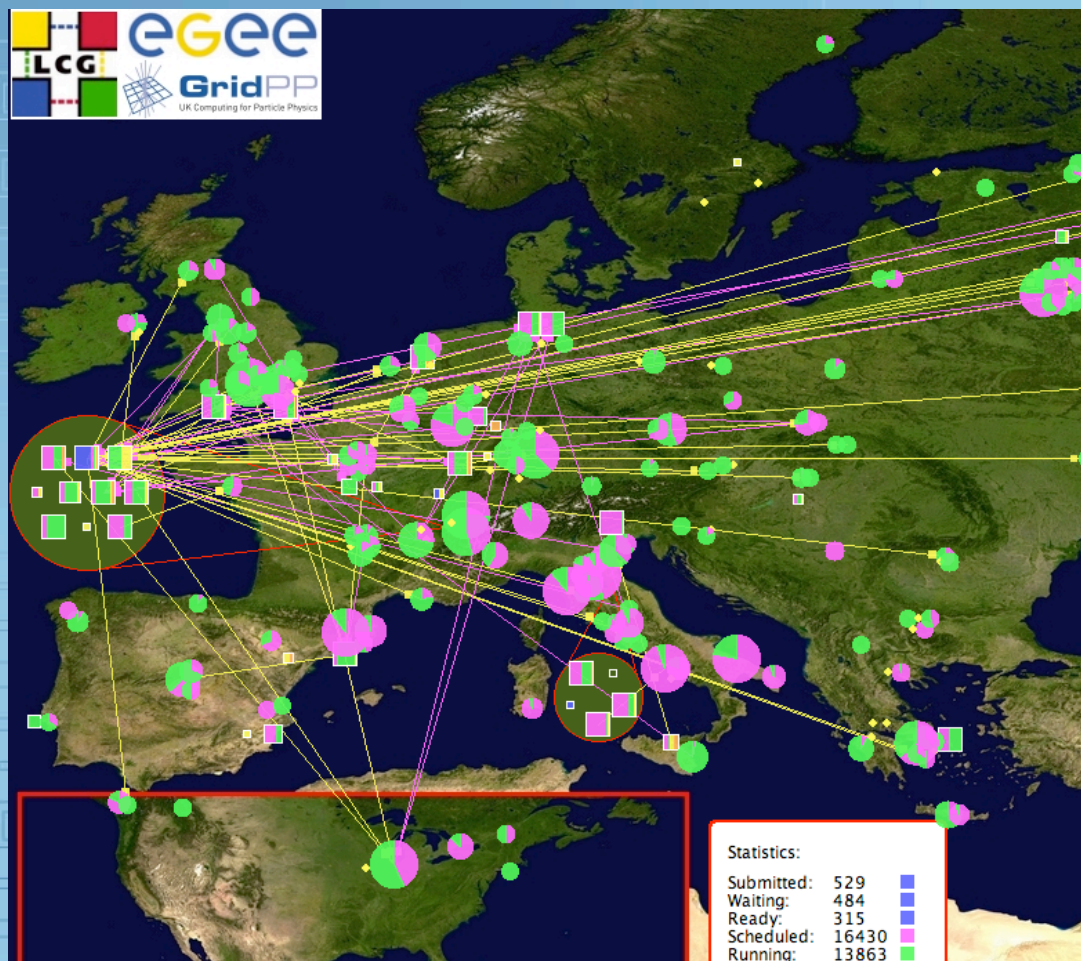 LCG
eGee
GridPP
UK Computing for Particle Physics
Statistics:
Submitted: 529
Waiting: 484
Ready: 315
Scheduled: 16430
Running: 13863